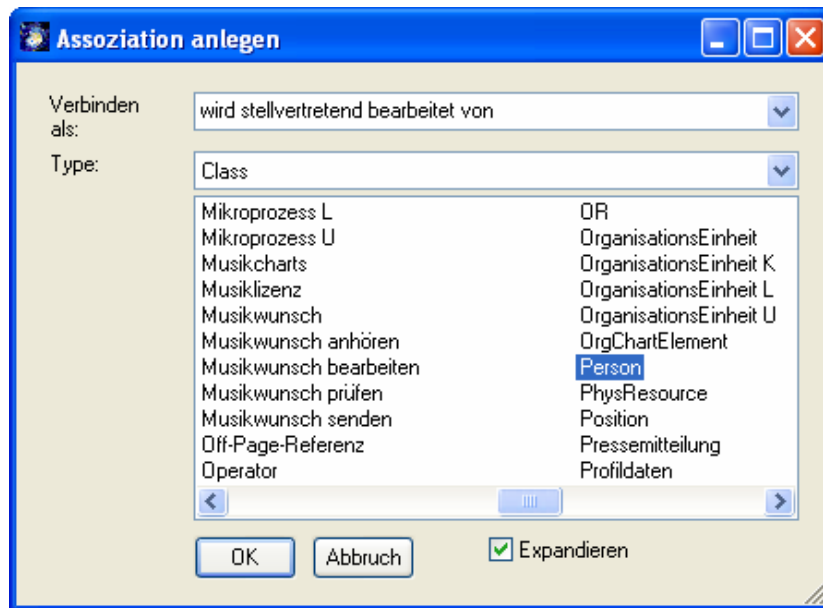 Assoziation anlegen
Verbinden
als:
wird stellvertretend bearbeitet von
Type:
Class
Mikroprozess L
Mikroprozess U
Musikcharts
Musiklizenz
Musikwunsch
Musikwunsch anhören
Musikwunsch bearbeiten
Musikwunsch prüfen
Musikwunsch senden
Off-Page-Referenz
Operator
OR
OrganisationsEinheit
OrganisationsEinheit K
OrganisationsEinheit L
OrganisationsEinheit U
OrgChartElement
Person
PhysResource
Position
Pressemitteilung
Profildaten
OK
Abbruch
Expandieren